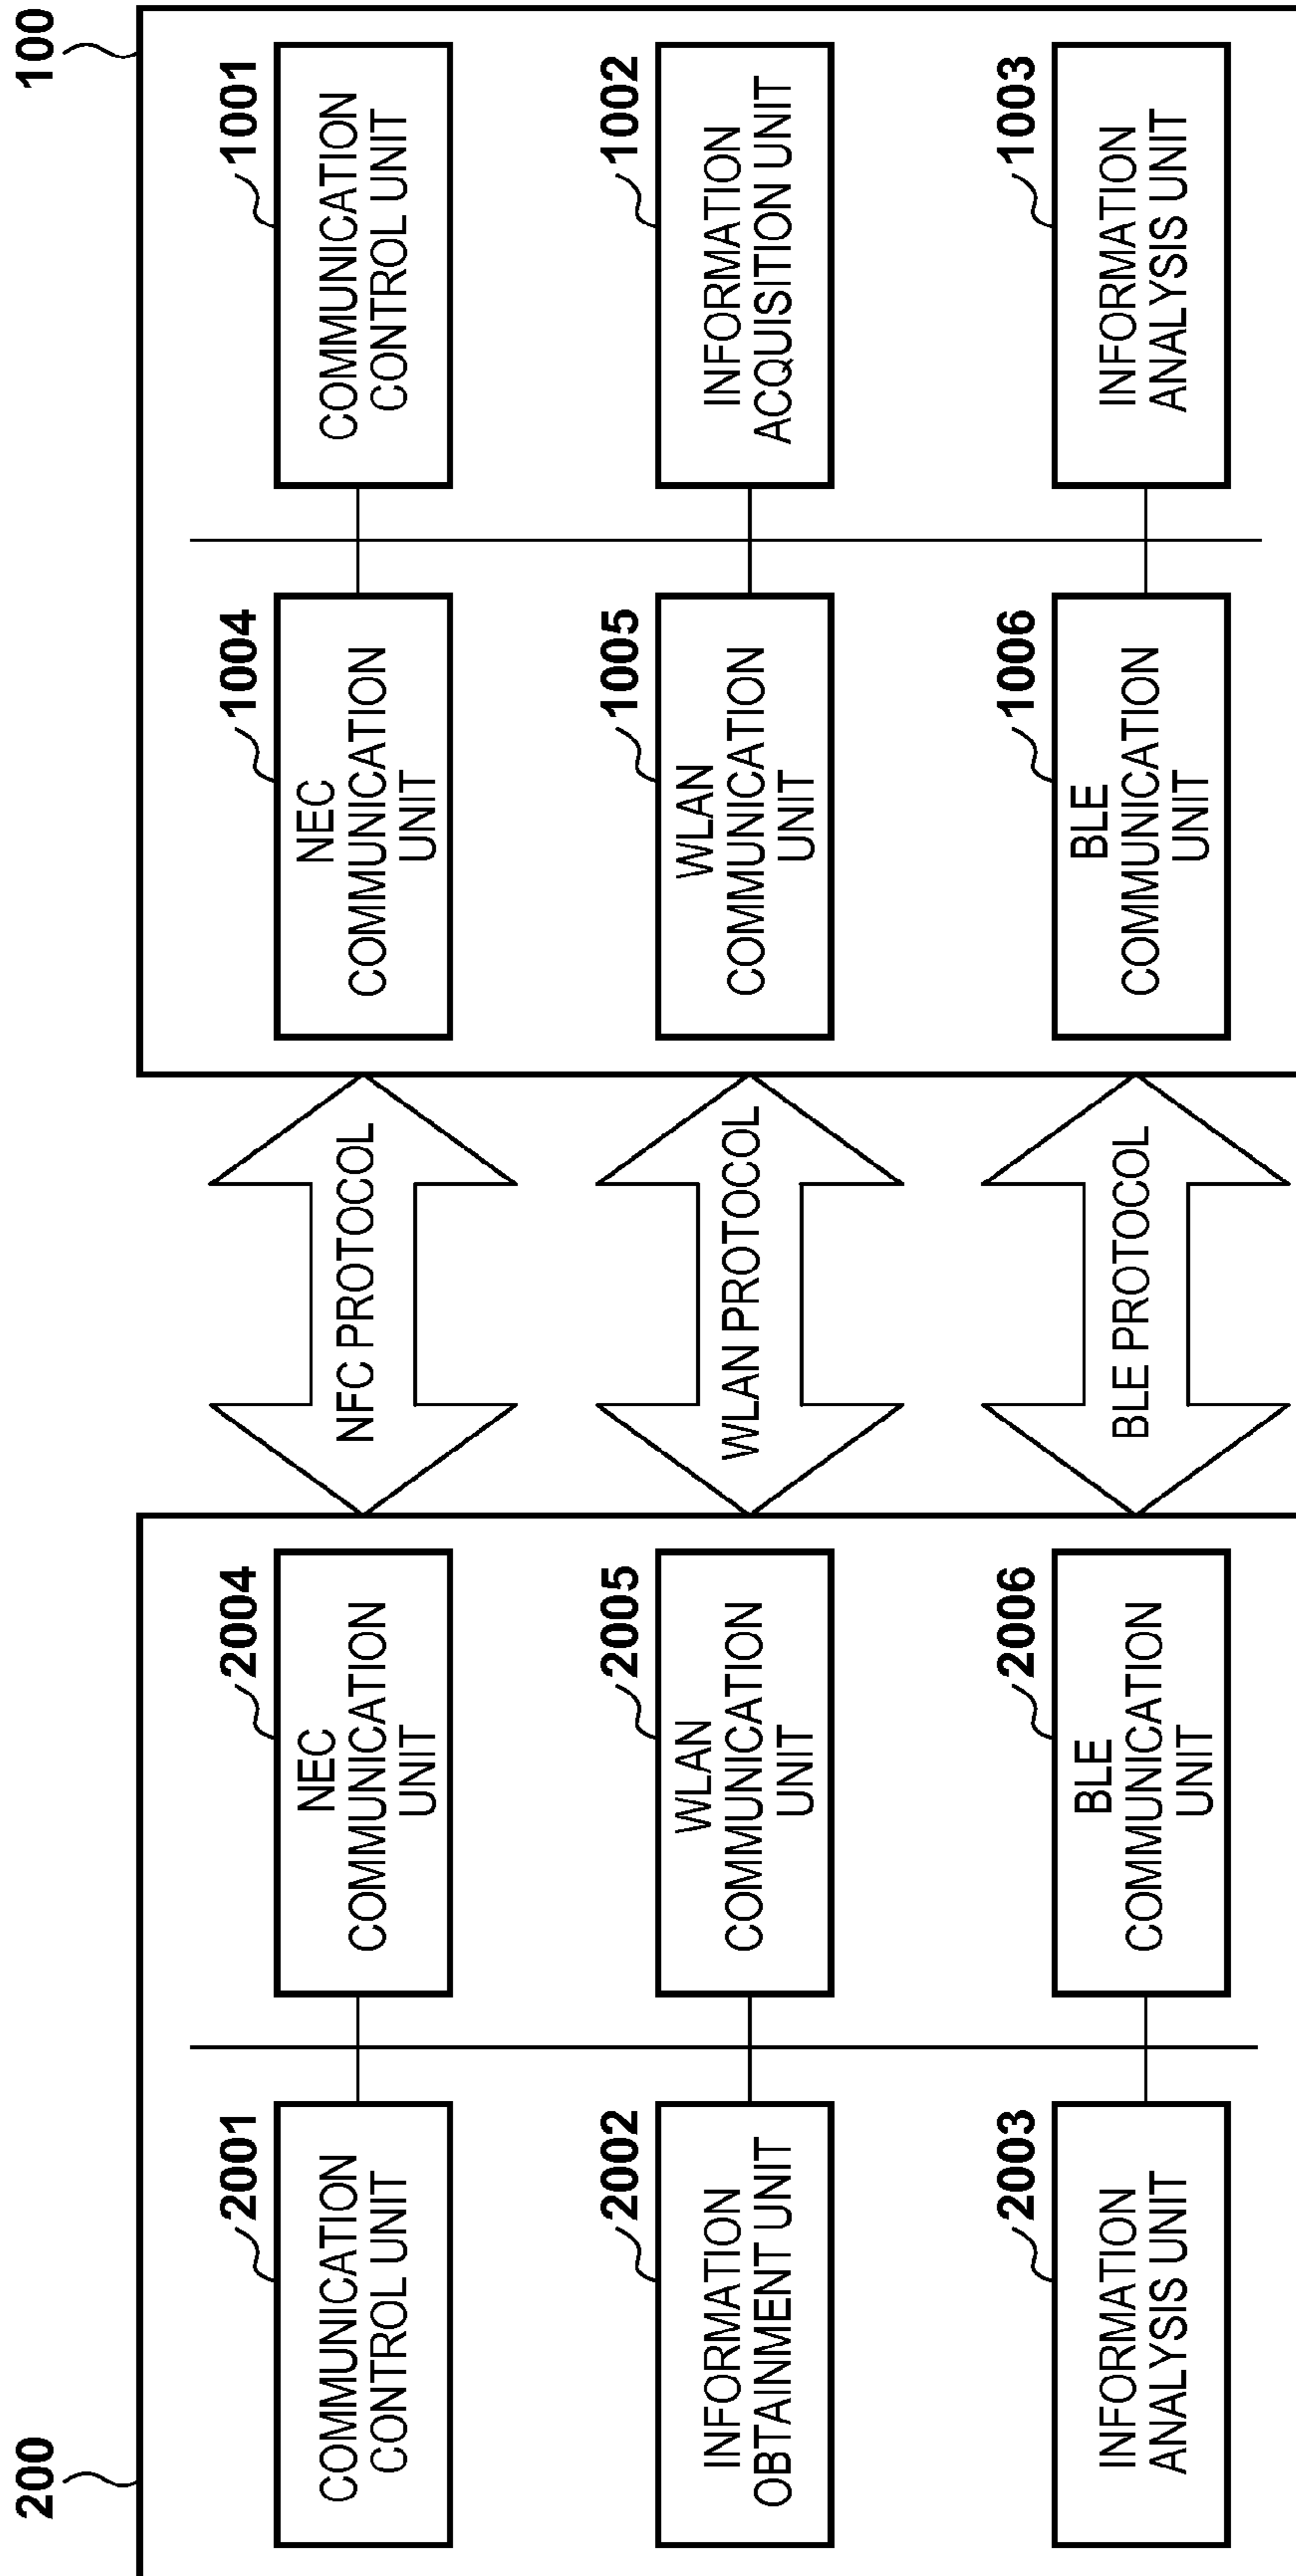 200
2001
COMMUNICATION
CONTROL UNIT
2002
INFORMATION
OBTAINMENT UNIT
2003
INFORMATION
ANALYSIS UNIT
2004
NEC
COMMUNICATION
UNIT
2005
WLAN
COMMUNICATION
UNIT
2006
BLE
COMMUNICATION
UNIT
NFC PROTOCOL
WLAN PROTOCOL
BLE PROTOCOL
100
1004
NEC
COMMUNICATION
UNIT
1005
WLAN
COMMUNICATION
UNIT
1006
BLE
COMMUNICATION
UNIT
1001
COMMUNICATION
CONTROL UNIT
1002
INFORMATION
ACQUISITION UNIT
1003
INFORMATION
ANALYSIS UNIT